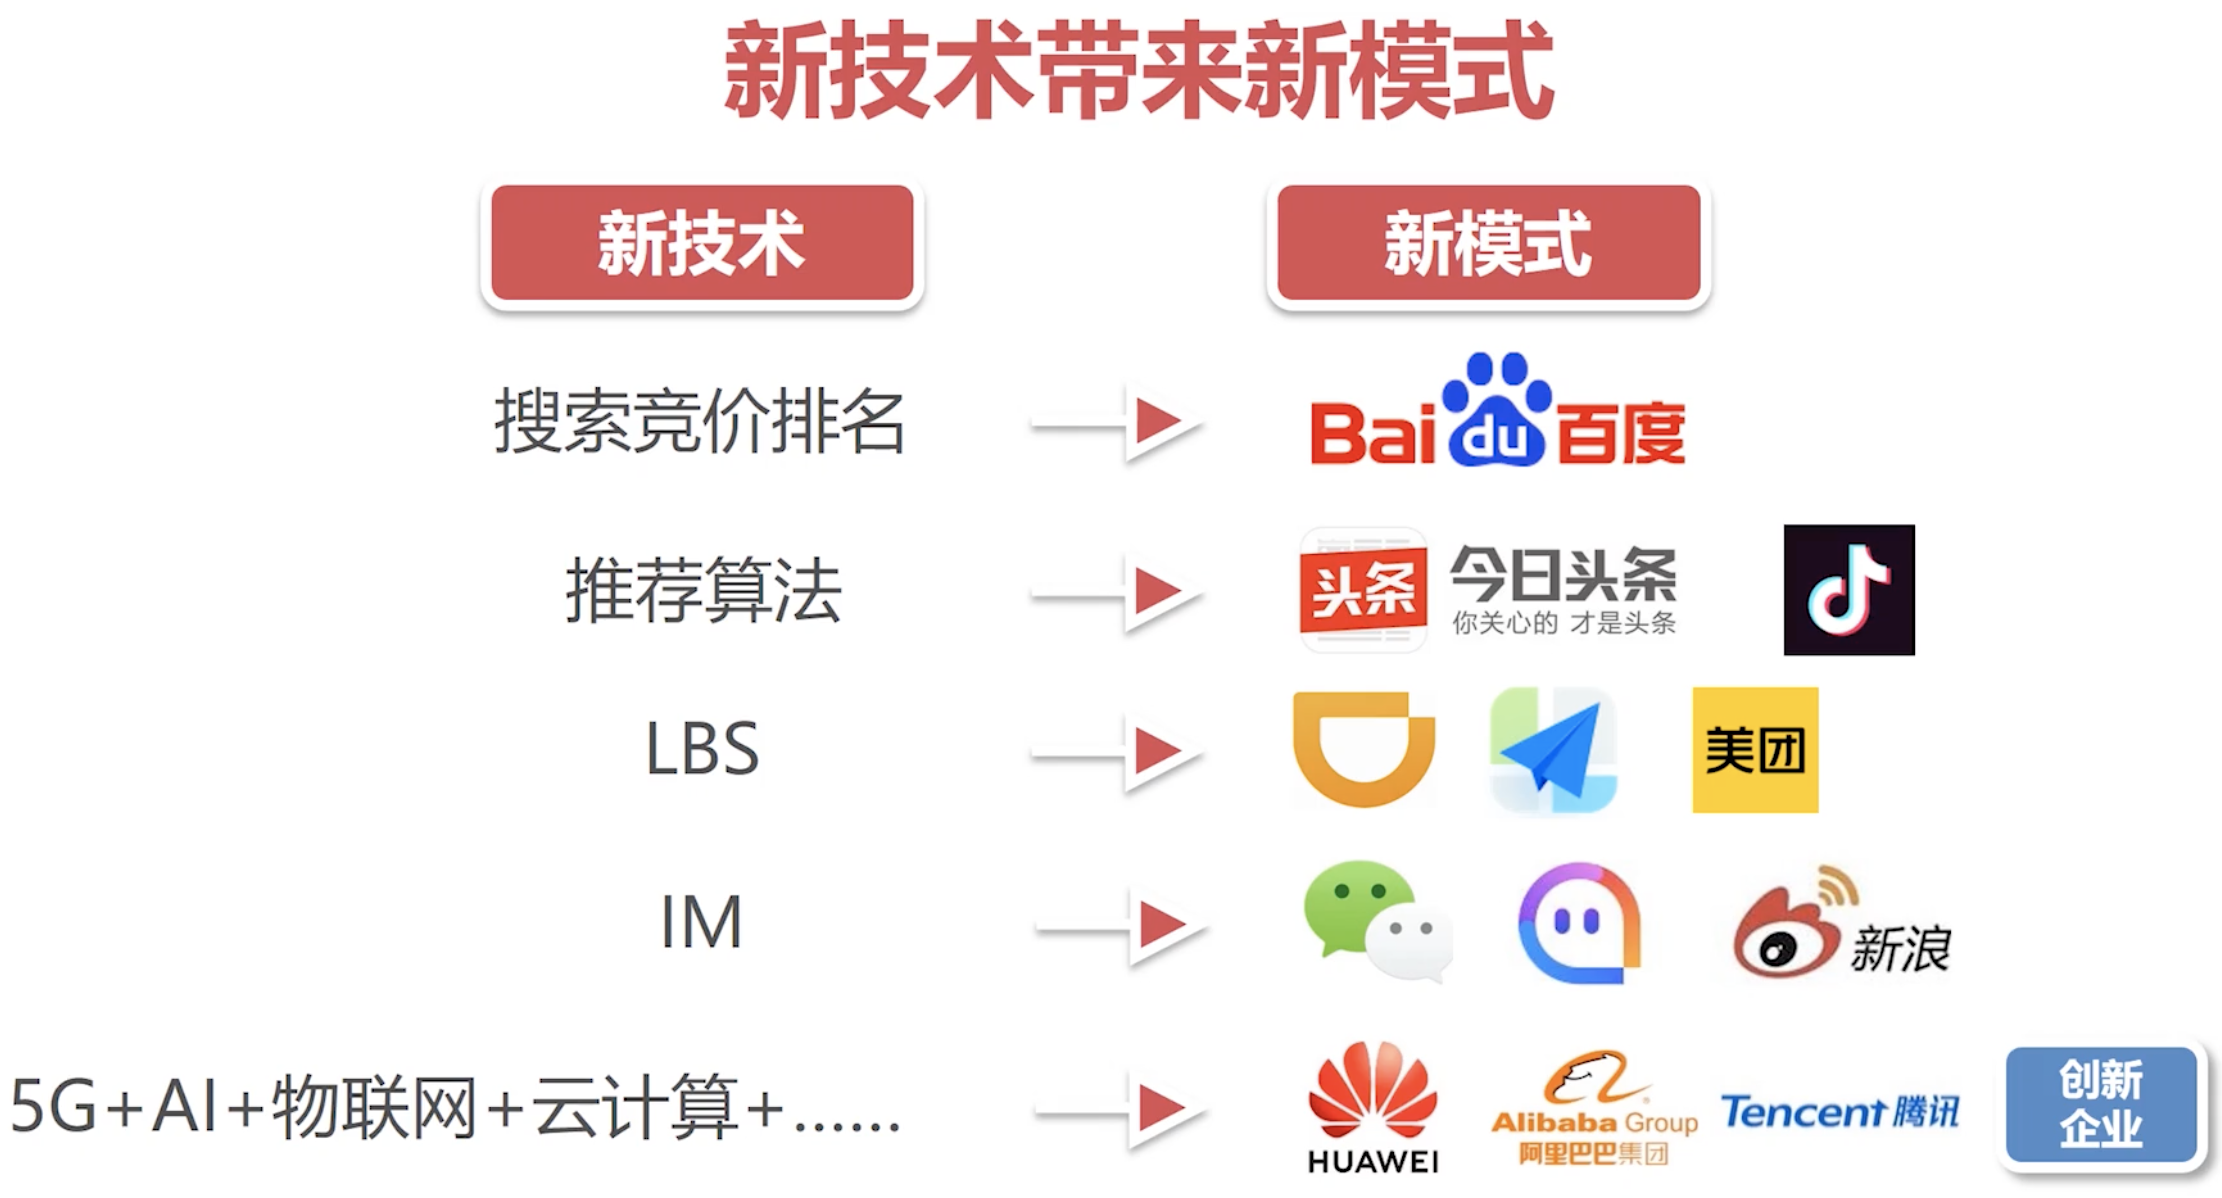 新技术带来新模式
新技术
新模式
搜索竞价排名
Bai du 百度
推荐算法
头条
今日头条
你关心的 才是头条
LBS
美团
IM
新浪
5G+AI+物联网+云计算+......
HUAWEI
Alibaba Group
阿里巴巴集团
Tencent 腾讯
创新
企业